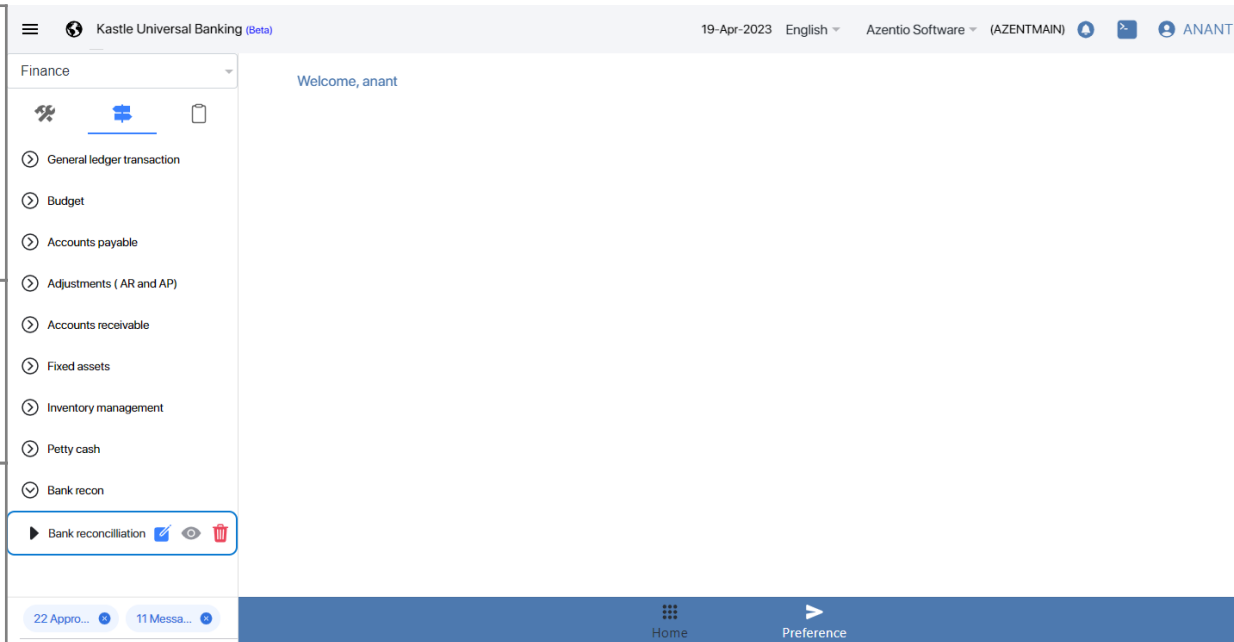 Kastle Universal Banking (Beta)
19-Apr-2023 English Azentio Software (AZENTMAIN) ANANT
Finance
Welcome, anant
General ledger transaction
Budget
Accounts payable
Adjustments ( AR and AP)
Accounts receivable
Fixed assets
Inventory management
Petty cash
Bank recon
Bank reconcilliation
22 Appro... 11 Messa...
Home Preference